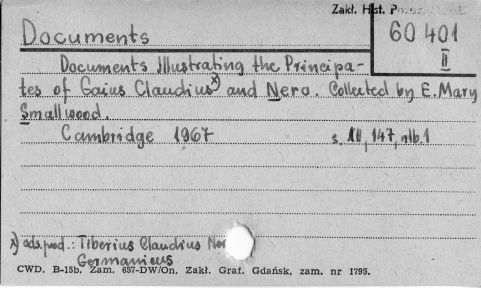 Zakł. Hist.
60 401
II
Documents
Documents Illustrating the Principa-
tes of Gaius Claudius x) and Nero. Collected by E. Mary
Smallwood.
Cambridge 1967 s. XII, 147, nlb. 1
x) ods. pod.: Tiberius Claudius
Germanicus
CWD. B-15b. Zam. 657-DW/On. Zakł. Graf. Gdańsk, zam. nr 1795.